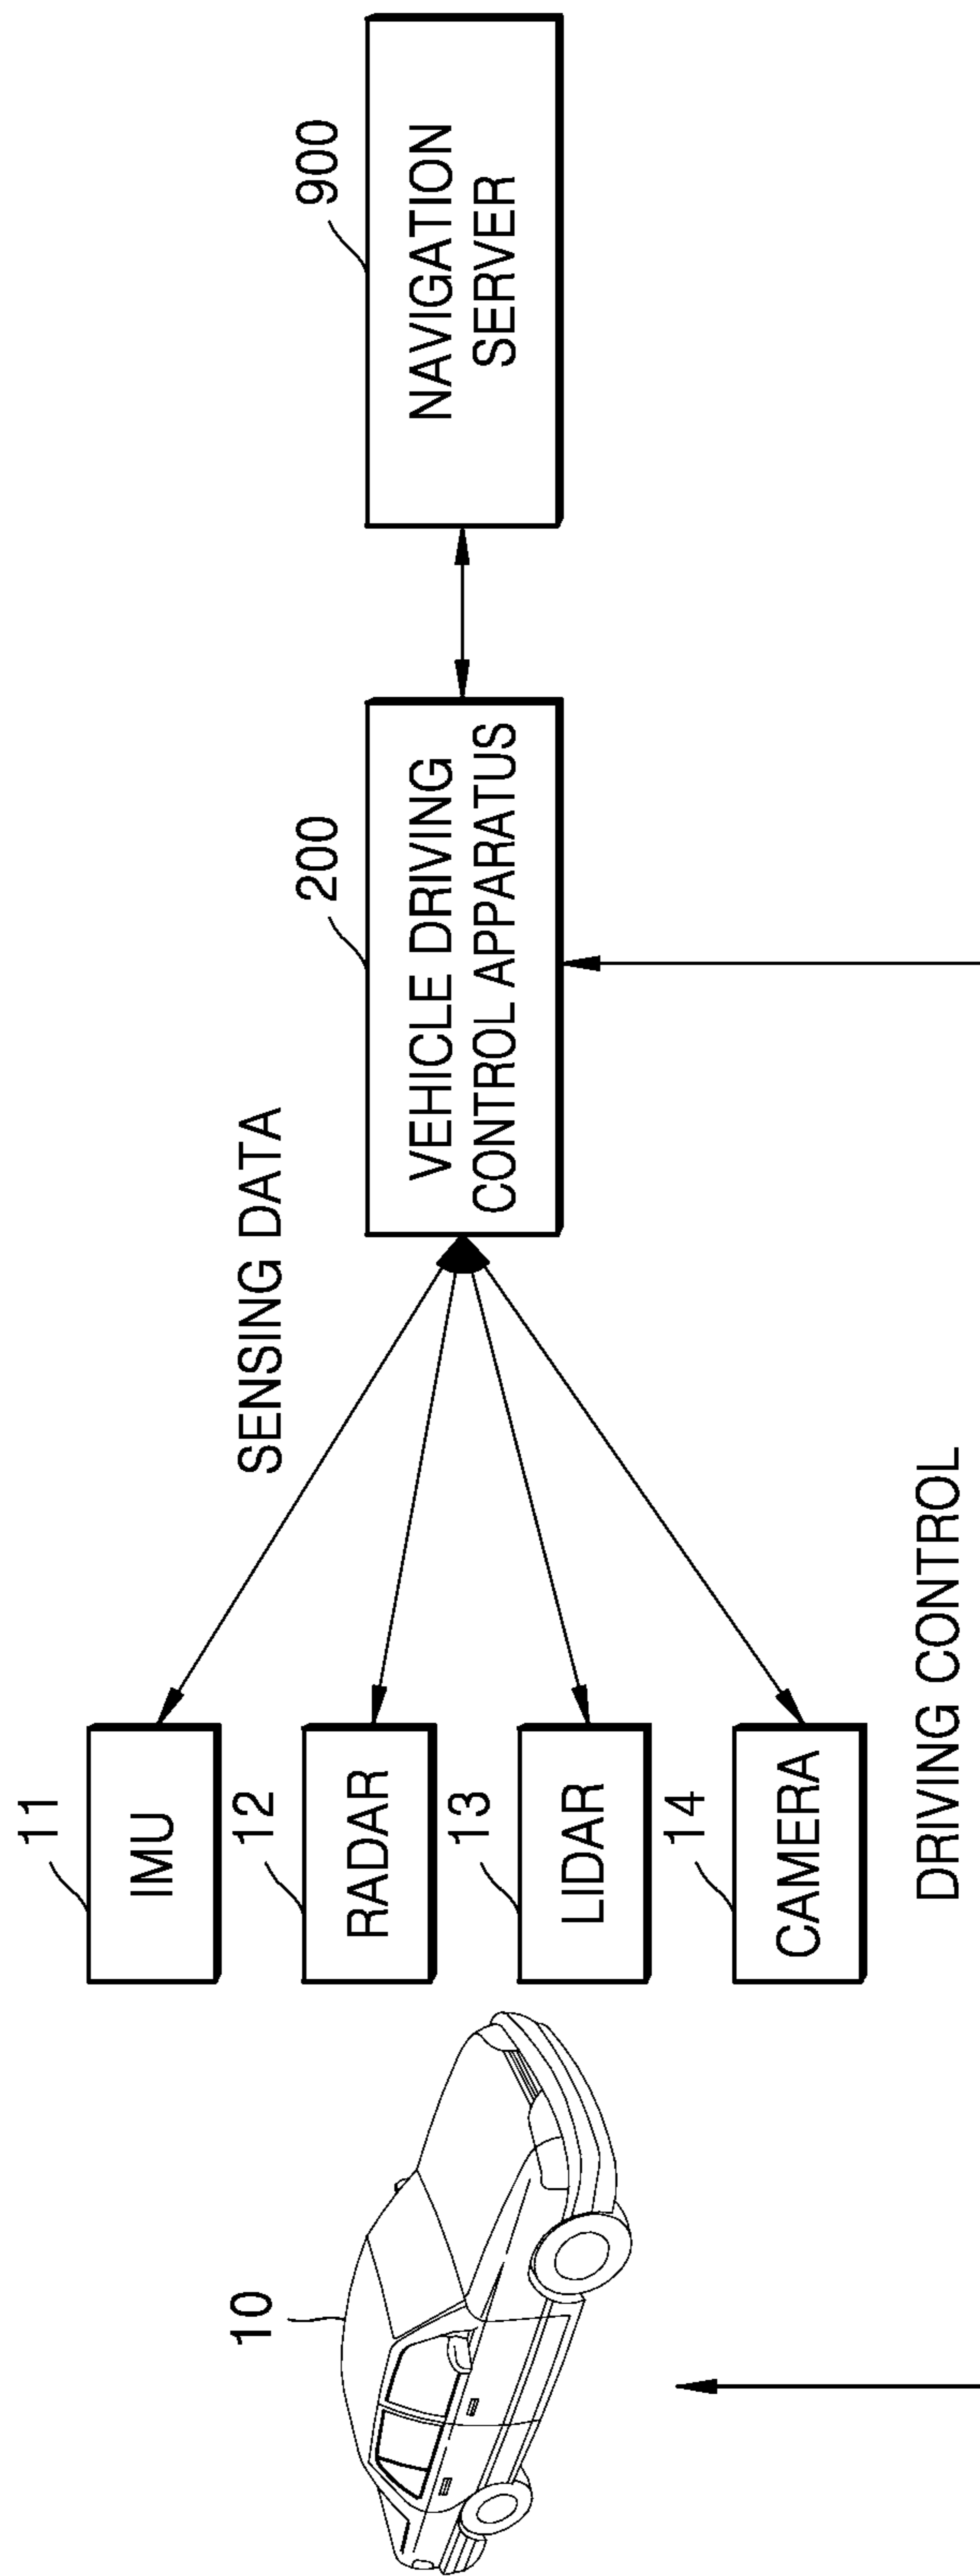 10
11
IMU
12
RADAR
13
LIDAR
14
CAMERA
SENSING DATA
200
VEHICLE DRIVING
CONTROL APPARATUS
900
NAVIGATION
SERVER
DRIVING CONTROL